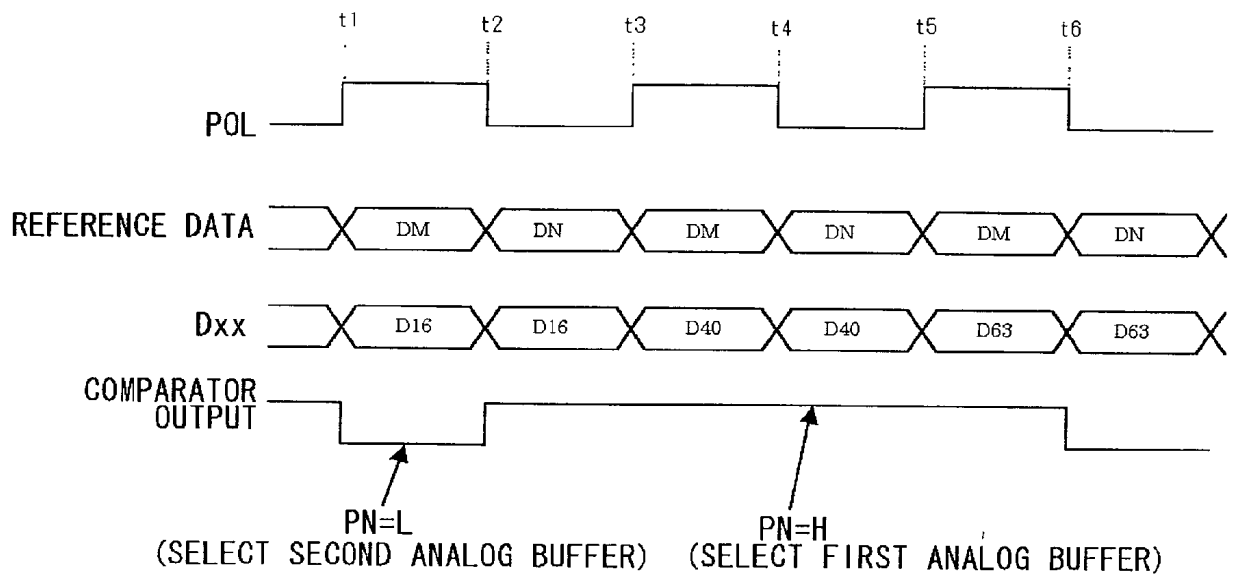 t1 t2 t3 t4 t5 t6
POL
REFERENCE DATA DM DN DM DN DM DN
Dxx D16 D16 D40 D40 D63 D63
COMPARATOR
OUTPUT
PN=L PN=H
(SELECT SECOND ANALOG BUFFER) (SELECT FIRST ANALOG BUFFER)